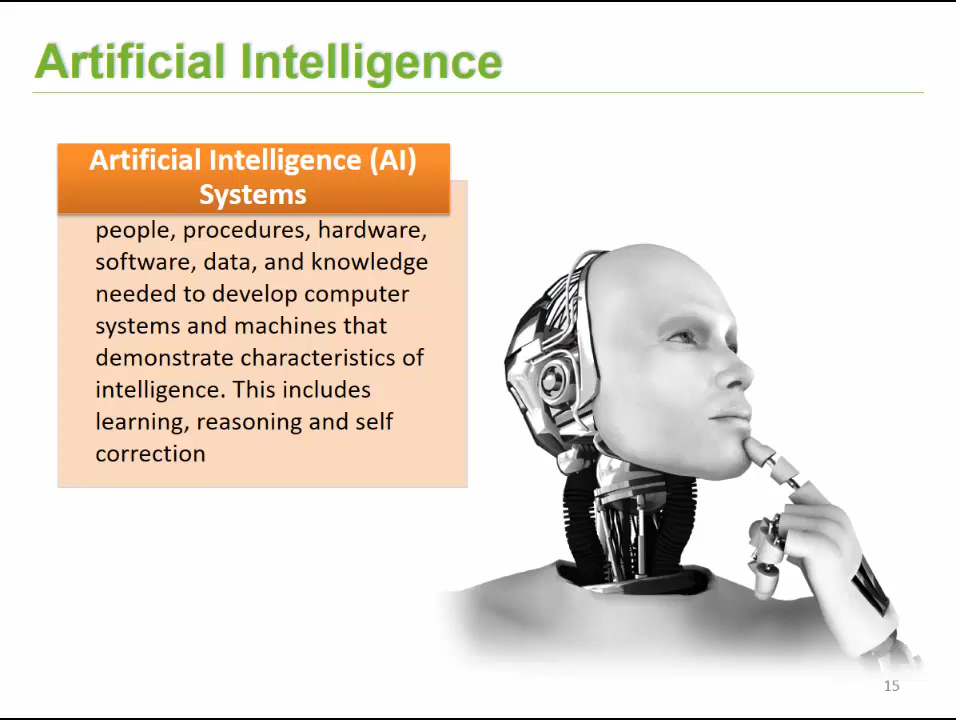 Artificial Intelligence
Artificial Intelligence (AI)
Systems
people, procedures, hardware,
software, data, and knowledge
needed to develop computer
systems and machines that
demonstrate characteristics of
intelligence. This includes
learning, reasoning and self
correction
15